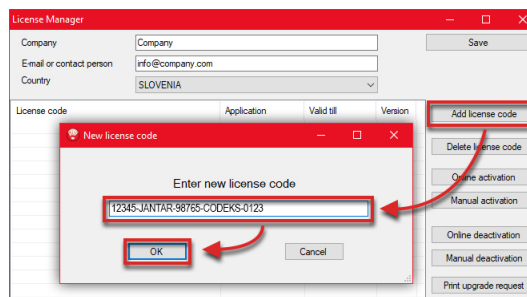 License Manager
Company Company Save
E-mail or contact person info@company.com
Country SLOVENIA
License code Application Valid till Version Add license code
New license code
Delete license code
Enter new license code
Online activation
12345-JANTAR-98765-CODEKS-0123
Manual activation
OK Cancel
Online deactivation
Manual deactivation
Print upgrade request